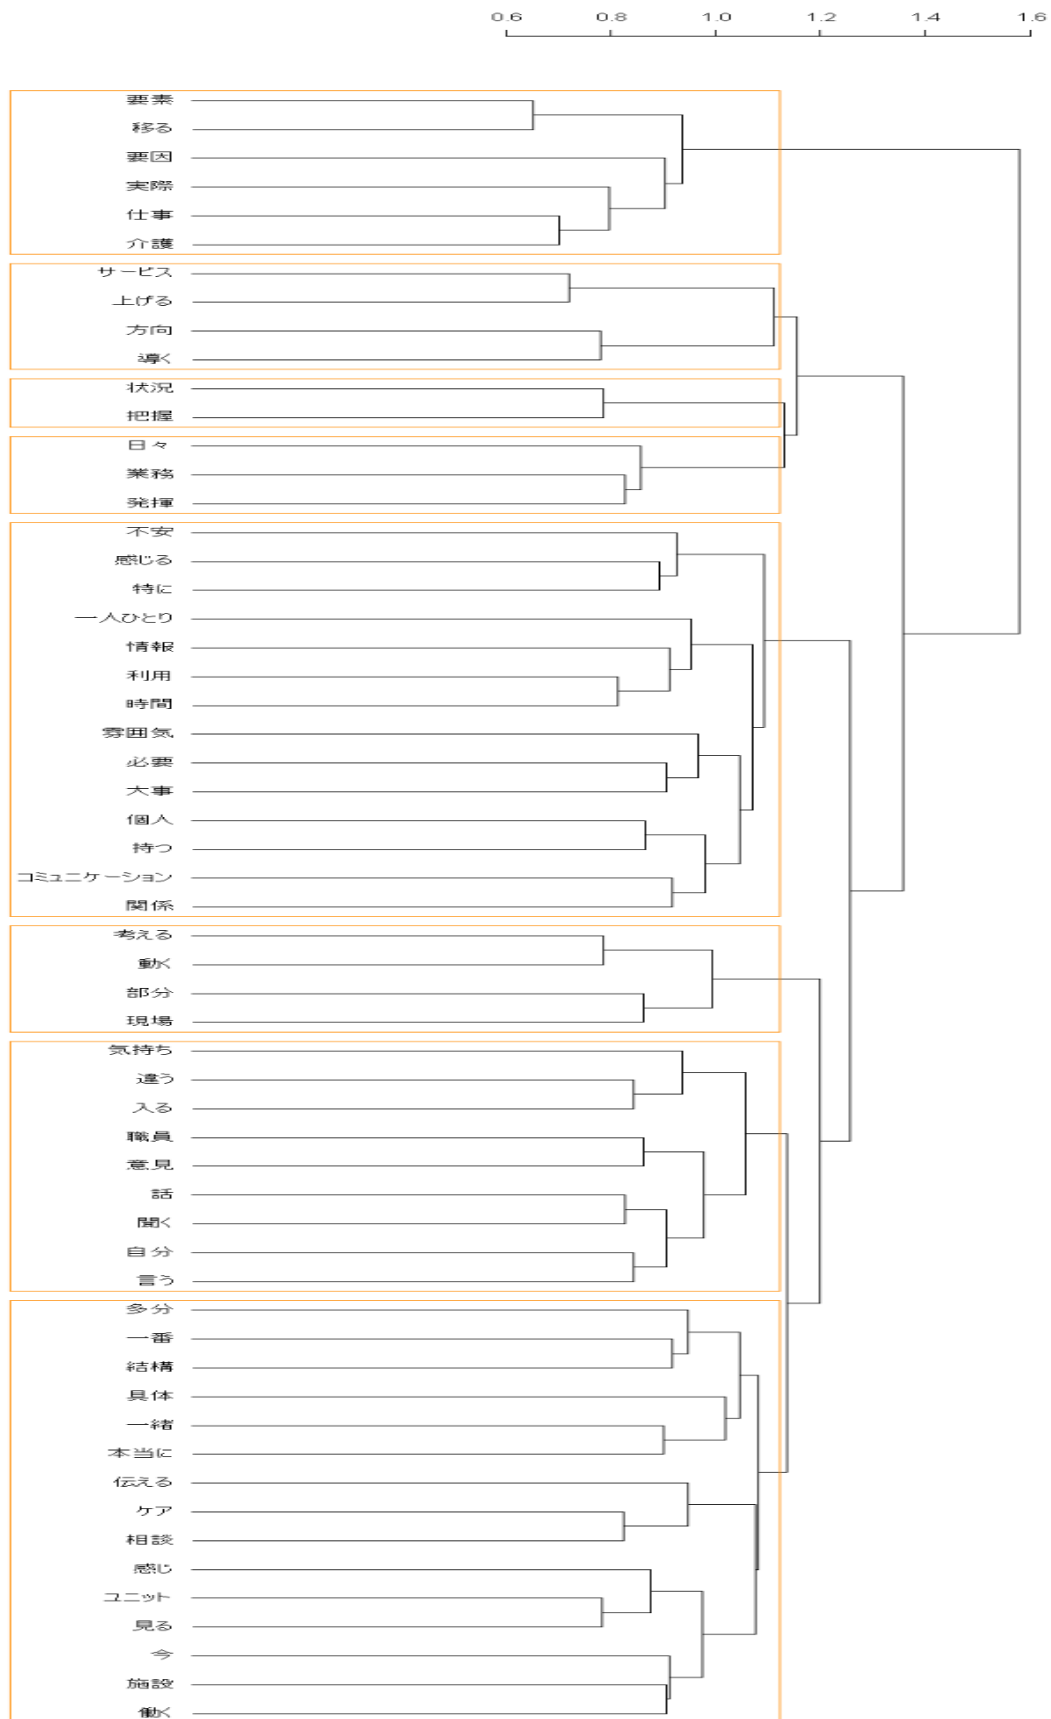 0.6 0.8 1.0 1.2 1.4 1.6
要素
移る
要因
実際
仕事
介護
サービス
上げる
方向
導く
状況
把握
日々
業務
発揮
不安
感じる
特に
一人ひとり
情報
利用
時間
雰囲気
必要
大事
個人
持つ
コミュニケーション
関係
考える
動く
部分
現場
気持ち
違う
入る
職員
意見
話
聞く
自分
言う
多分
一番
結構
具体
一緒
本当に
伝える
ケア
相談
感じ
ユニット
見る
今
施設
働く